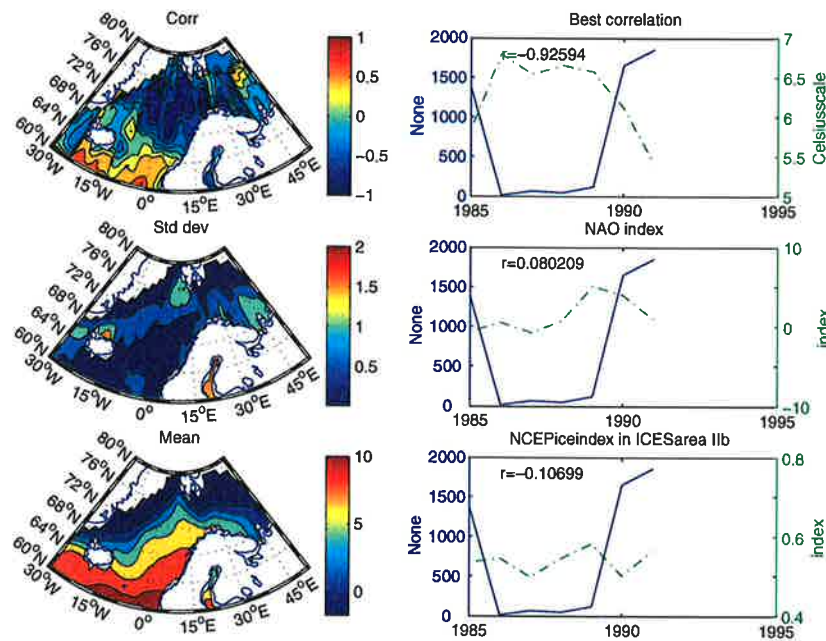 Corr
80°N
76°N
72°N
68°N
64°N
60°N
30°W
15°W
0°
15°E
30°E
45°E
1
0.5
0
−0.5
−1
Best correlation
r=−0.92594
None
2000
1500
1000
500
0
1985
1990
1995
7
6.5
6
5.5
5
Celsiusscale
Std dev
80°N
76°N
72°N
68°N
64°N
60°N
30°W
15°W
0°
15°E
30°E
45°E
2
1.5
1
0.5
NAO index
r=0.080209
None
2000
1500
1000
500
0
1985
1990
1995
10
0
−10
index
Mean
80°N
76°N
72°N
68°N
64°N
60°N
30°W
15°W
0°
15°E
30°E
45°E
10
5
0
NCEPiceindex in ICESarea IIb
r=−0.10699
None
2000
1500
1000
500
0
1985
1990
1995
0.8
0.6
0.4
index